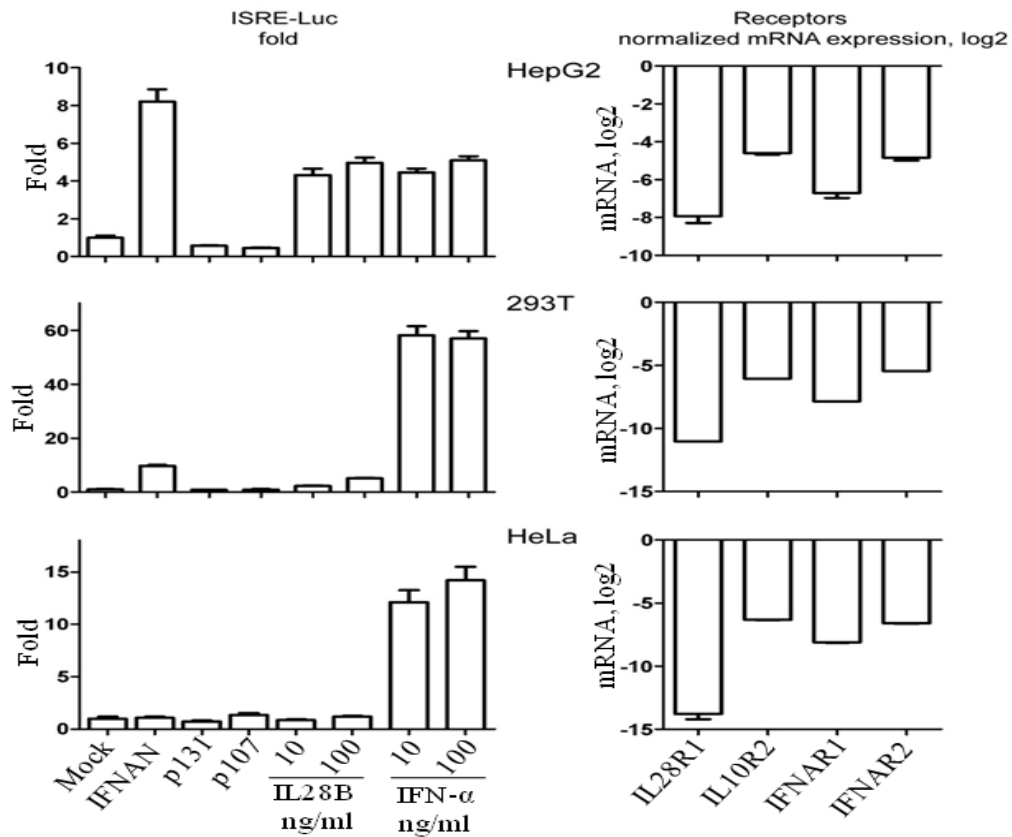 ISRE-Luc
fold
Receptors
normalized mRNA expression, log2
HepG2
Fold
10
8
6
4
2
0
mRNA, log2
0
-2
-4
-6
-8
-10
293T
Fold
60
40
20
0
mRNA, log2
0
-5
-10
-15
HeLa
Fold
15
10
5
0
mRNA, log2
0
-5
-10
-15
Mock
IFNAN
p131
p107
10
100
10
100
IL28B
ng/ml
IFN-α
ng/ml
IL28R1
IL10R2
IFNAR1
IFNAR2